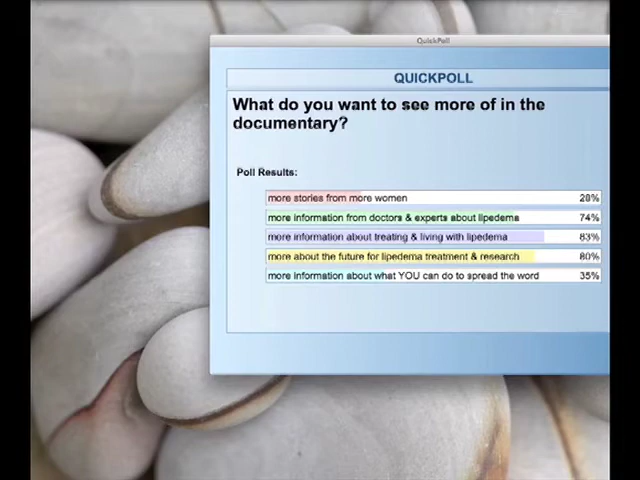 QuickPoll
QUICKPOLL
What do you want to see more of in the
documentary?
Poll Results:
more stories from more women 28%
more information from doctors & experts about lipedema 74%
more information about treating & living with lipedema 83%
more about the future for lipedema treatment & research 80%
more information about what YOU can do to spread the word 35%